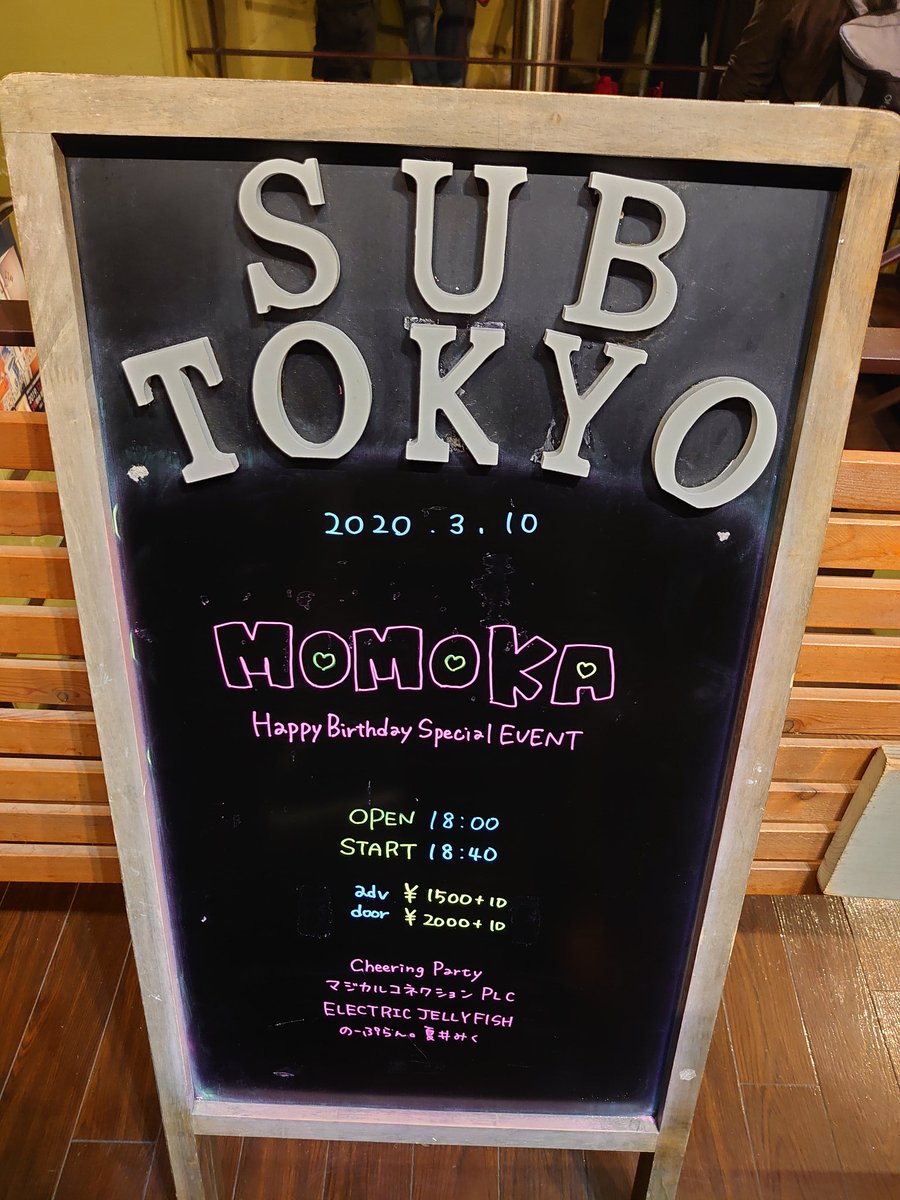 SUB
TOKYO
2020.3.10
MOMOKA
Happy Birthday Special EVENT
OPEN 18:00
START 18:40
adv ¥1500+1D
door ¥2000+1D
Cheering Party
マジカルコネクション PLC
ELECTRIC JELLYFISH
のーぷらん。夏井みく